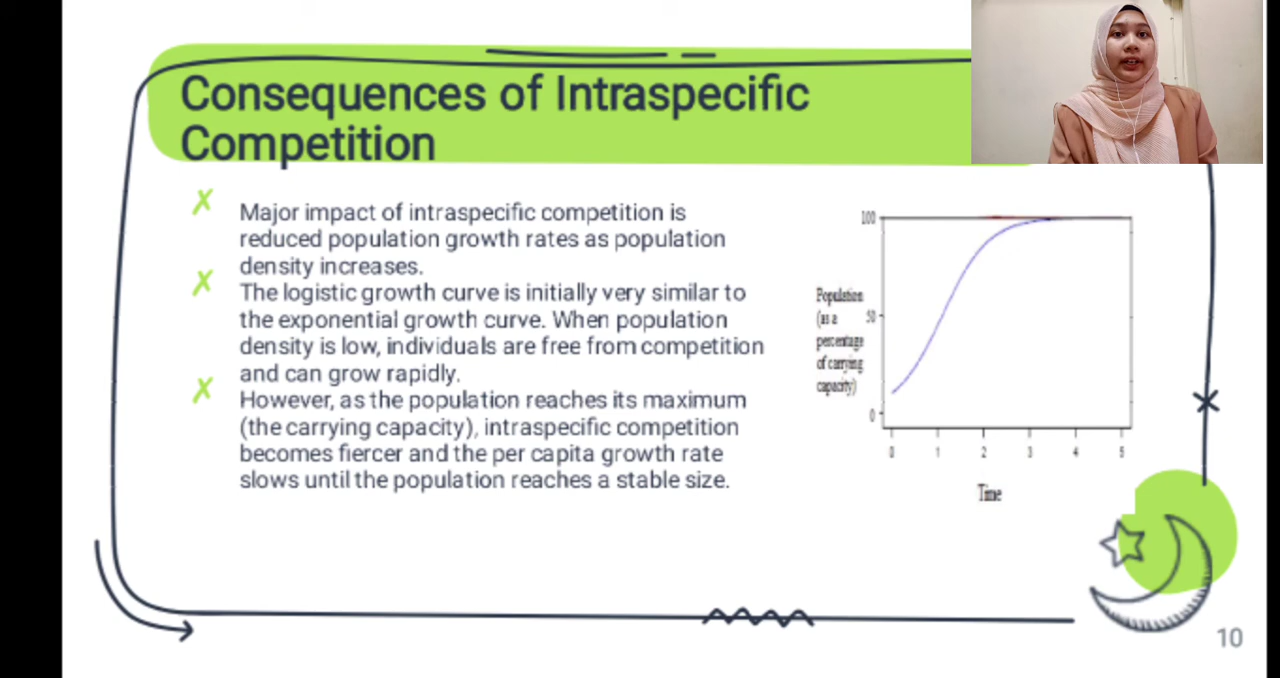 Consequences of Intraspecific
Competition
Major impact of intraspecific competition is
reduced population growth rates as population
density increases.
The logistic growth curve is initially very similar to
the exponential growth curve. When population
density is low, individuals are free from competition
and can grow rapidly.
However, as the population reaches its maximum
(the carrying capacity), intraspecific competition
becomes fiercer and the per capita growth rate
slows until the population reaches a stable size.
100
Population
(as a
50
percentage
of carrying
capacity)
0
0 1 2 3 4 5
Time
10